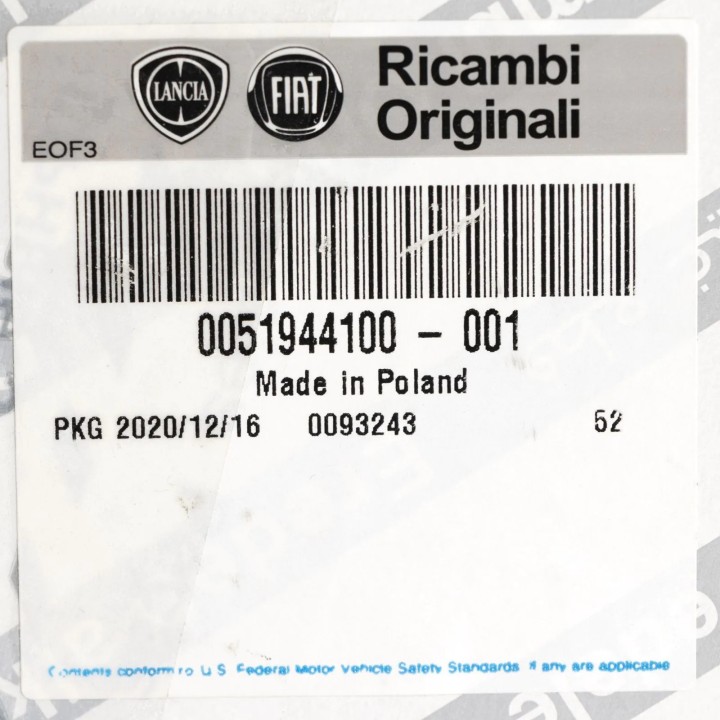 LANCIA
FIAT
Ricambi
Originali
EOF3
0051944100 - 001
Made in Poland
PKG 2020/12/16 0093243 52
Contents conform to U S Federal Motor Vehicle Safety Standards if any are applicable